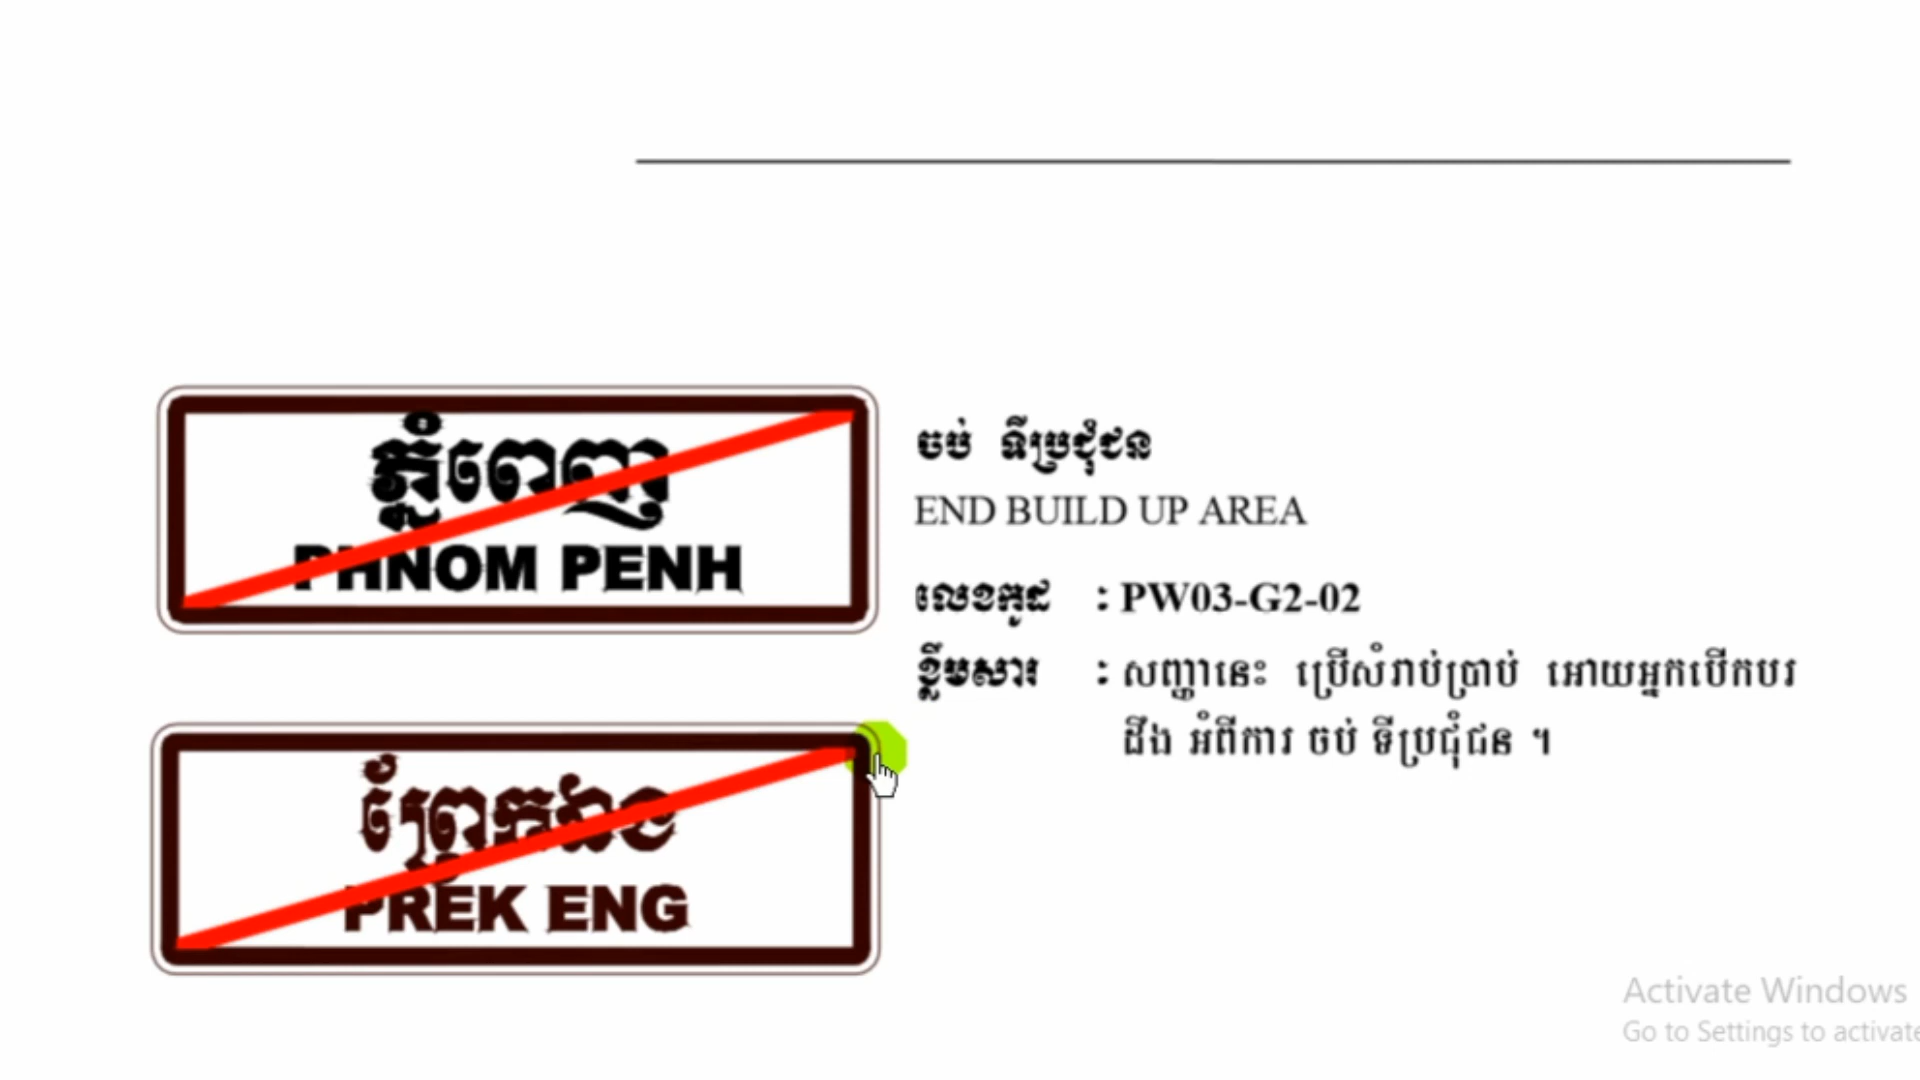 ភ្នំពេញ
PHNOM PENH
ចប់ ទីប្រជុំជន
END BUILD UP AREA
លេខកូដ : PW03-G2-02
ខ្លឹមសារ : សញ្ញានេះ ប្រើសំរាប់ប្រាប់ អោយអ្នកបើកបរ
ដឹង អំពីការ ចប់ ទីប្រជុំជន ។
ព្រែកឯង
PREK ENG
Activate Windows
Go to Settings to activate